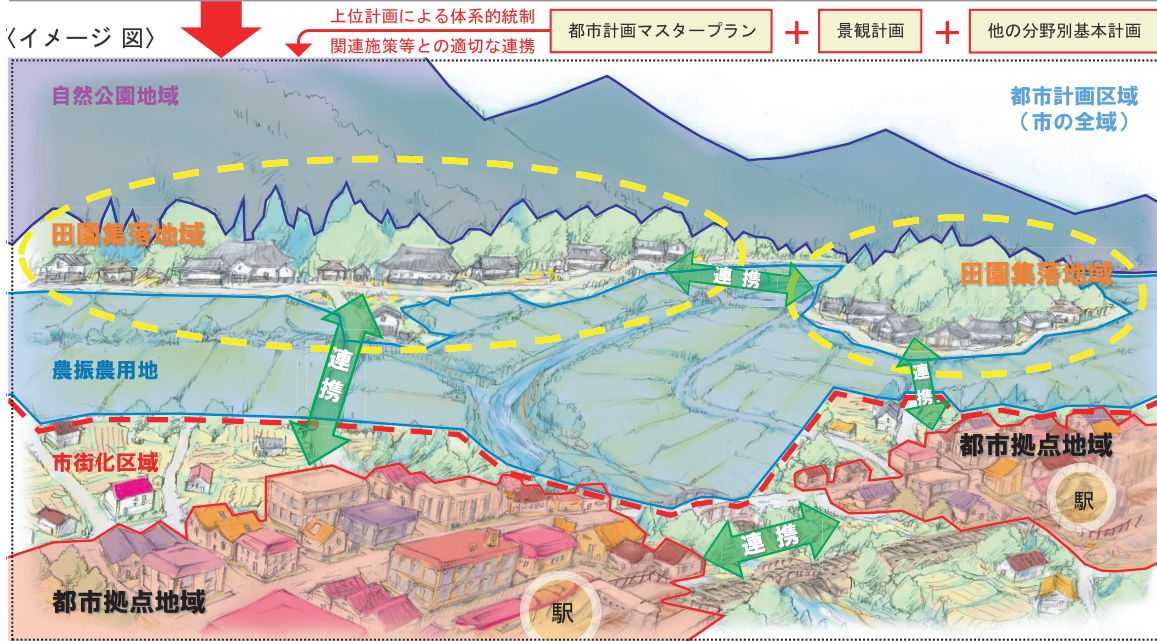 〈イメージ 図〉
上位計画による体系的統制
関連施策等との適切な連携
都市計画マスタープラン
+
景観計画
+
他の分野別基本計画
自然公園地域
都市計画区域
(市の全域)
田園集落地域
田園集落地域
連携
連携
連携
農振農用地
市街化区域
都市拠点地域
駅
連携
都市拠点地域
駅